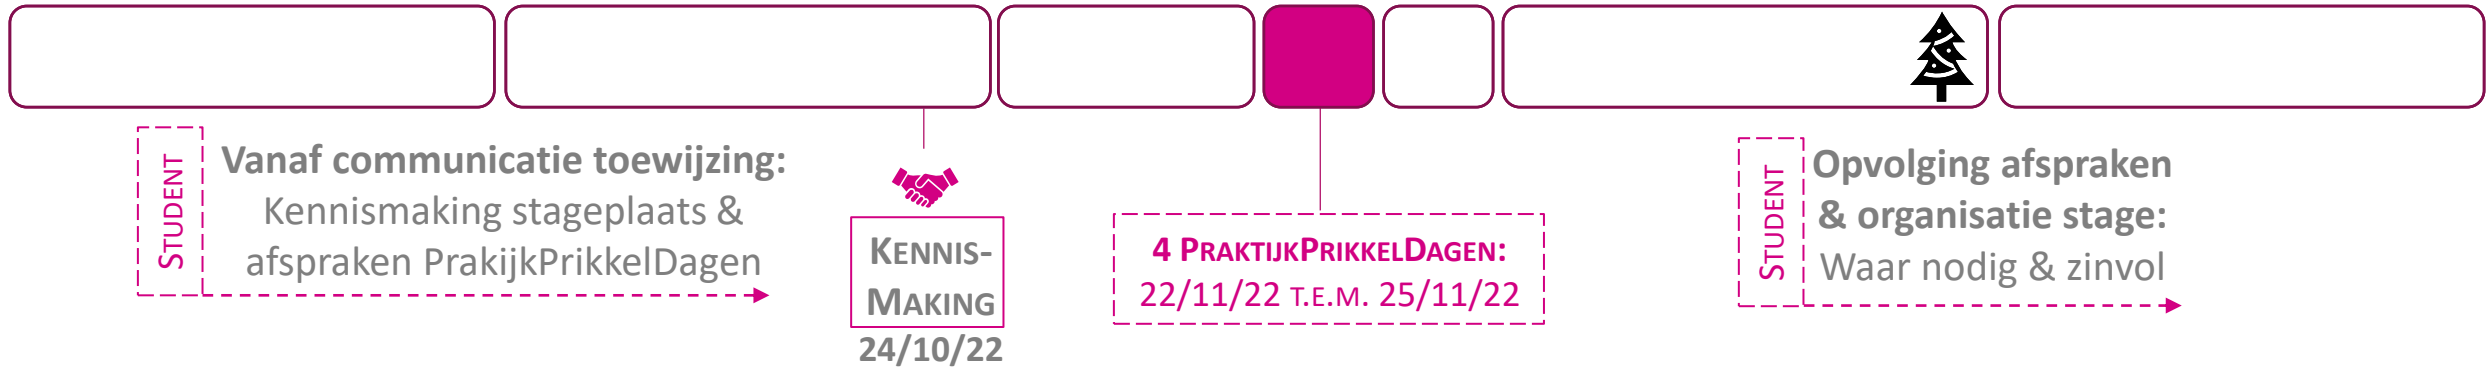 STUDENT
Vanaf communicatie toewijzing:
Kennismaking stageplaats &
afspraken PrakijkPrikkelDagen
KENNIS-
MAKING
24/10/22
4 PRAKTIJKPRIKKELDAGEN:
22/11/22 T.E.M. 25/11/22
STUDENT
Opvolging afspraken
& organisatie stage:
Waar nodig & zinvol